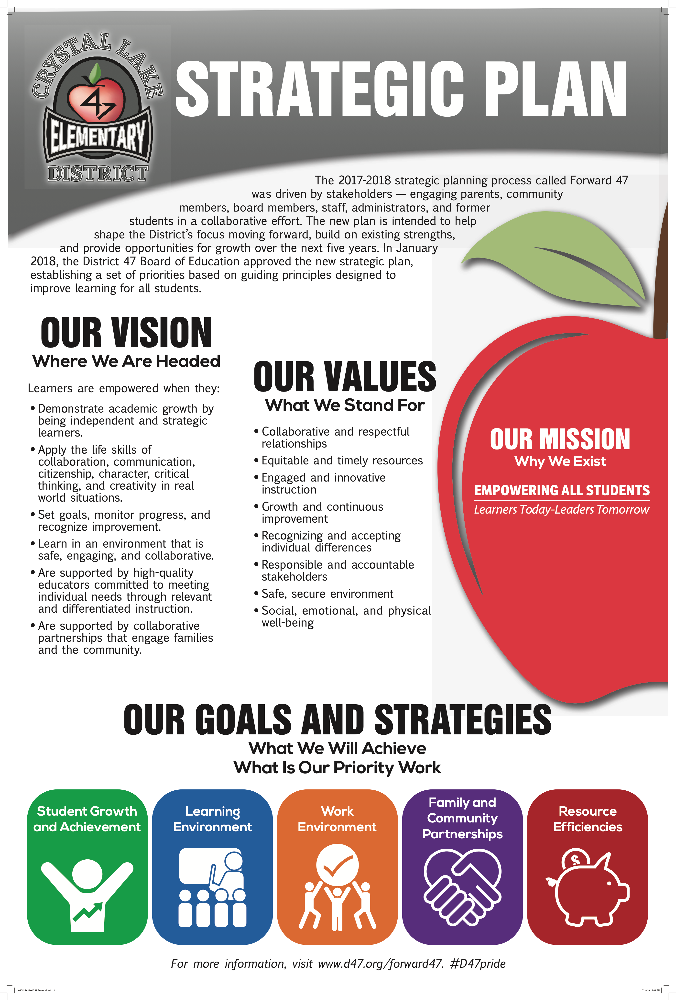 CRYSTAL LAKE
47
ELEMENTARY
DISTRICT
STRATEGIC PLAN
The 2017-2018 strategic planning process called Forward 47
was driven by stakeholders — engaging parents, community
members, board members, staff, administrators, and former
students in a collaborative effort. The new plan is intended to help
shape the District’s focus moving forward, build on existing strengths,
and provide opportunities for growth over the next five years. In January
2018, the District 47 Board of Education approved the new strategic plan,
establishing a set of priorities based on guiding principles designed to
improve learning for all students.
OUR VISION
Where We Are Headed
Learners are empowered when they:
• Demonstrate academic growth by
being independent and strategic
learners.
• Apply the life skills of
collaboration, communication,
citizenship, character, critical
thinking, and creativity in real
world situations.
• Set goals, monitor progress, and
recognize improvement.
• Learn in an environment that is
safe, engaging, and collaborative.
• Are supported by high-quality
educators committed to meeting
individual needs through relevant
and differentiated instruction.
• Are supported by collaborative
partnerships that engage families
and the community.
OUR VALUES
What We Stand For
• Collaborative and respectful
relationships
• Equitable and timely resources
• Engaged and innovative
instruction
• Growth and continuous
improvement
• Recognizing and accepting
individual differences
• Responsible and accountable
stakeholders
• Safe, secure environment
• Social, emotional, and physical
well-being
OUR MISSION
Why We Exist
EMPOWERING ALL STUDENTS
Learners Today-Leaders Tomorrow
OUR GOALS AND STRATEGIES
What We Will Achieve
What Is Our Priority Work
Student Growth
and Achievement
Learning
Environment
Work
Environment
Family and
Community
Partnerships
Resource
Efficiencies
$
For more information, visit www.d47.org/forward47. #D47pride
64012 Dobbe D 47 Poster v7.indd 1
7/19/18 5:04 PM